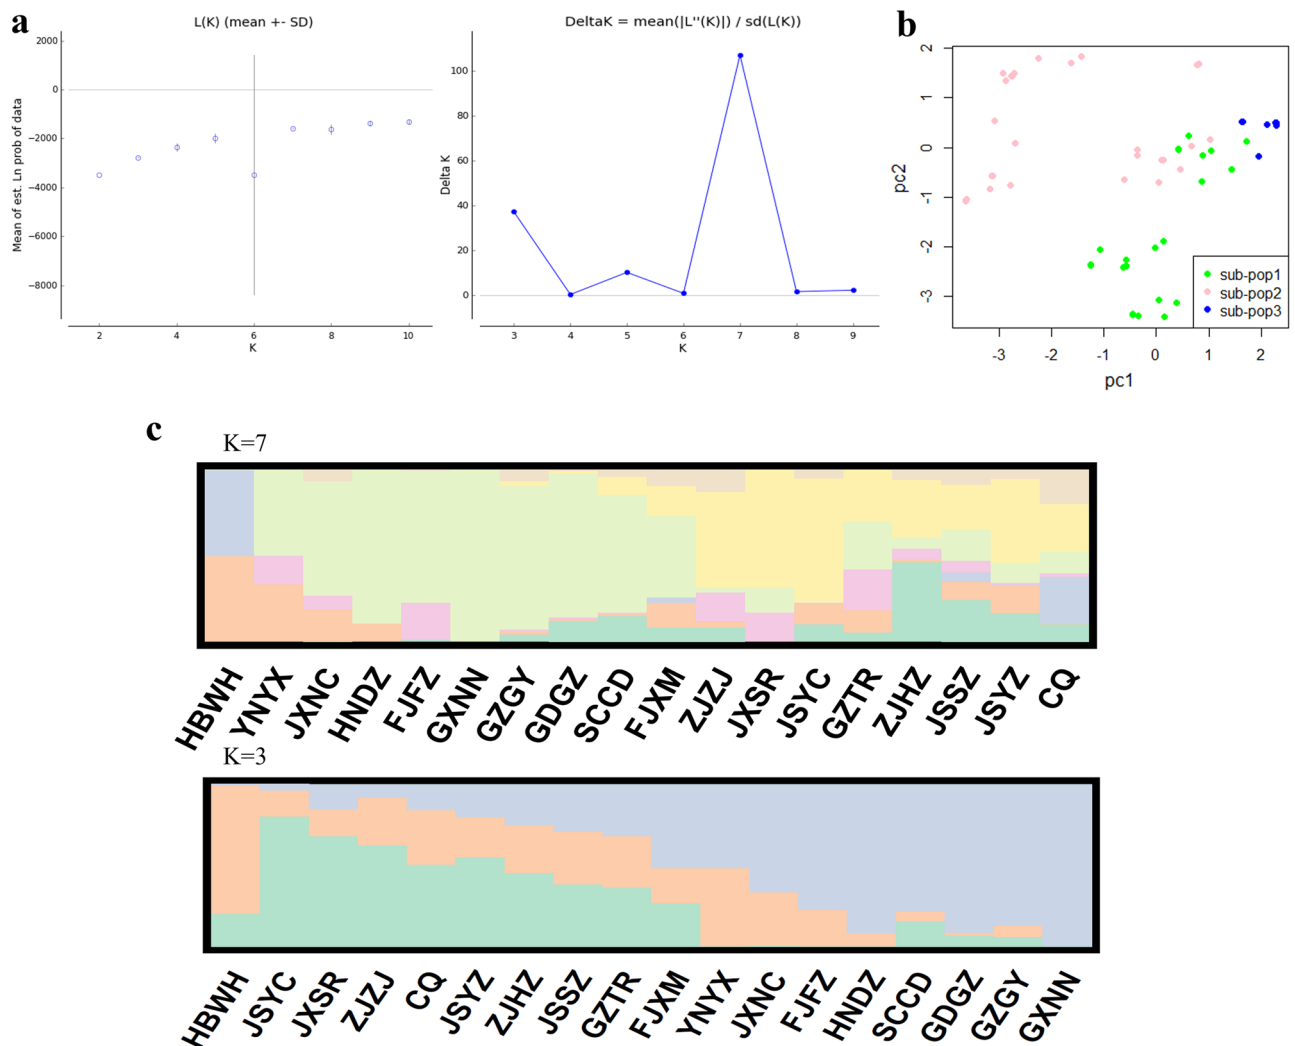 a
L(K) (mean +- SD)
2000
0
−2000
−4000
−6000
−8000
Mean of est. Ln prob of data
2 4 6 8 10
K
DeltaK = mean(|L''(K)|) / sd(L(K))
100
80
60
40
20
0
Delta K
3 4 5 6 7 8 9
K
b
2
1
0
-1
-2
-3
pc2
sub-pop1
sub-pop2
sub-pop3
-3 -2 -1 0 1 2
pc1
c
K=7
HBWH YNYX JXNC HNDZ FJFZ GXNN GZGY GDGZ SCCD FJXM ZJZJ JXSR JSYC GZTR ZJHZ JSSZ JSYZ CQ
K=3
HBWH JSYC JXSR ZJZJ CQ JSYZ ZJHZ JSSZ GZTR FJXM YNYX JXNC FJFZ HNDZ SCCD GDGZ GZGY GXNN